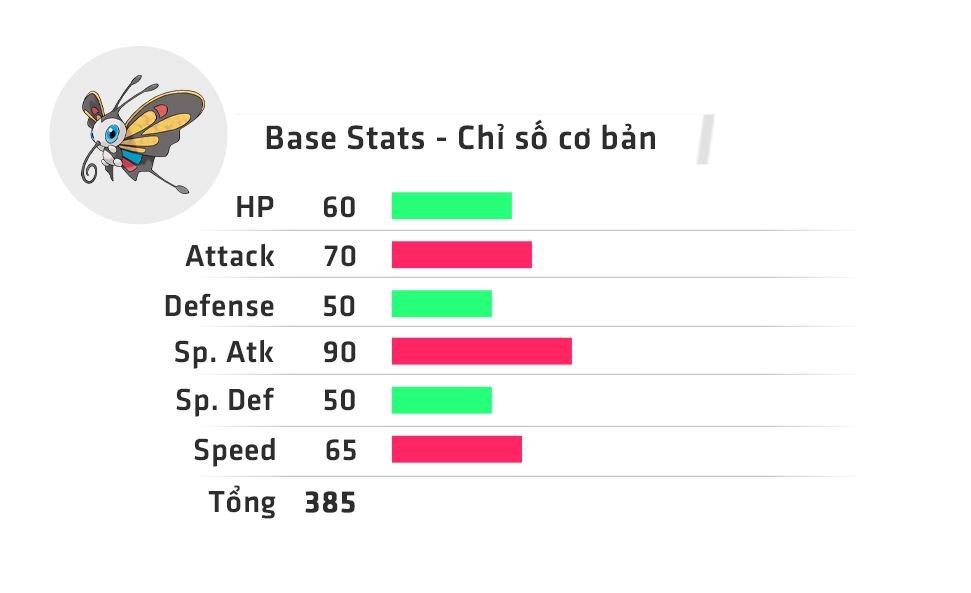 Base Stats - Chỉ số cơ bản
HP 60
Attack 70
Defense 50
Sp. Atk 90
Sp. Def 50
Speed 65
Tổng 385